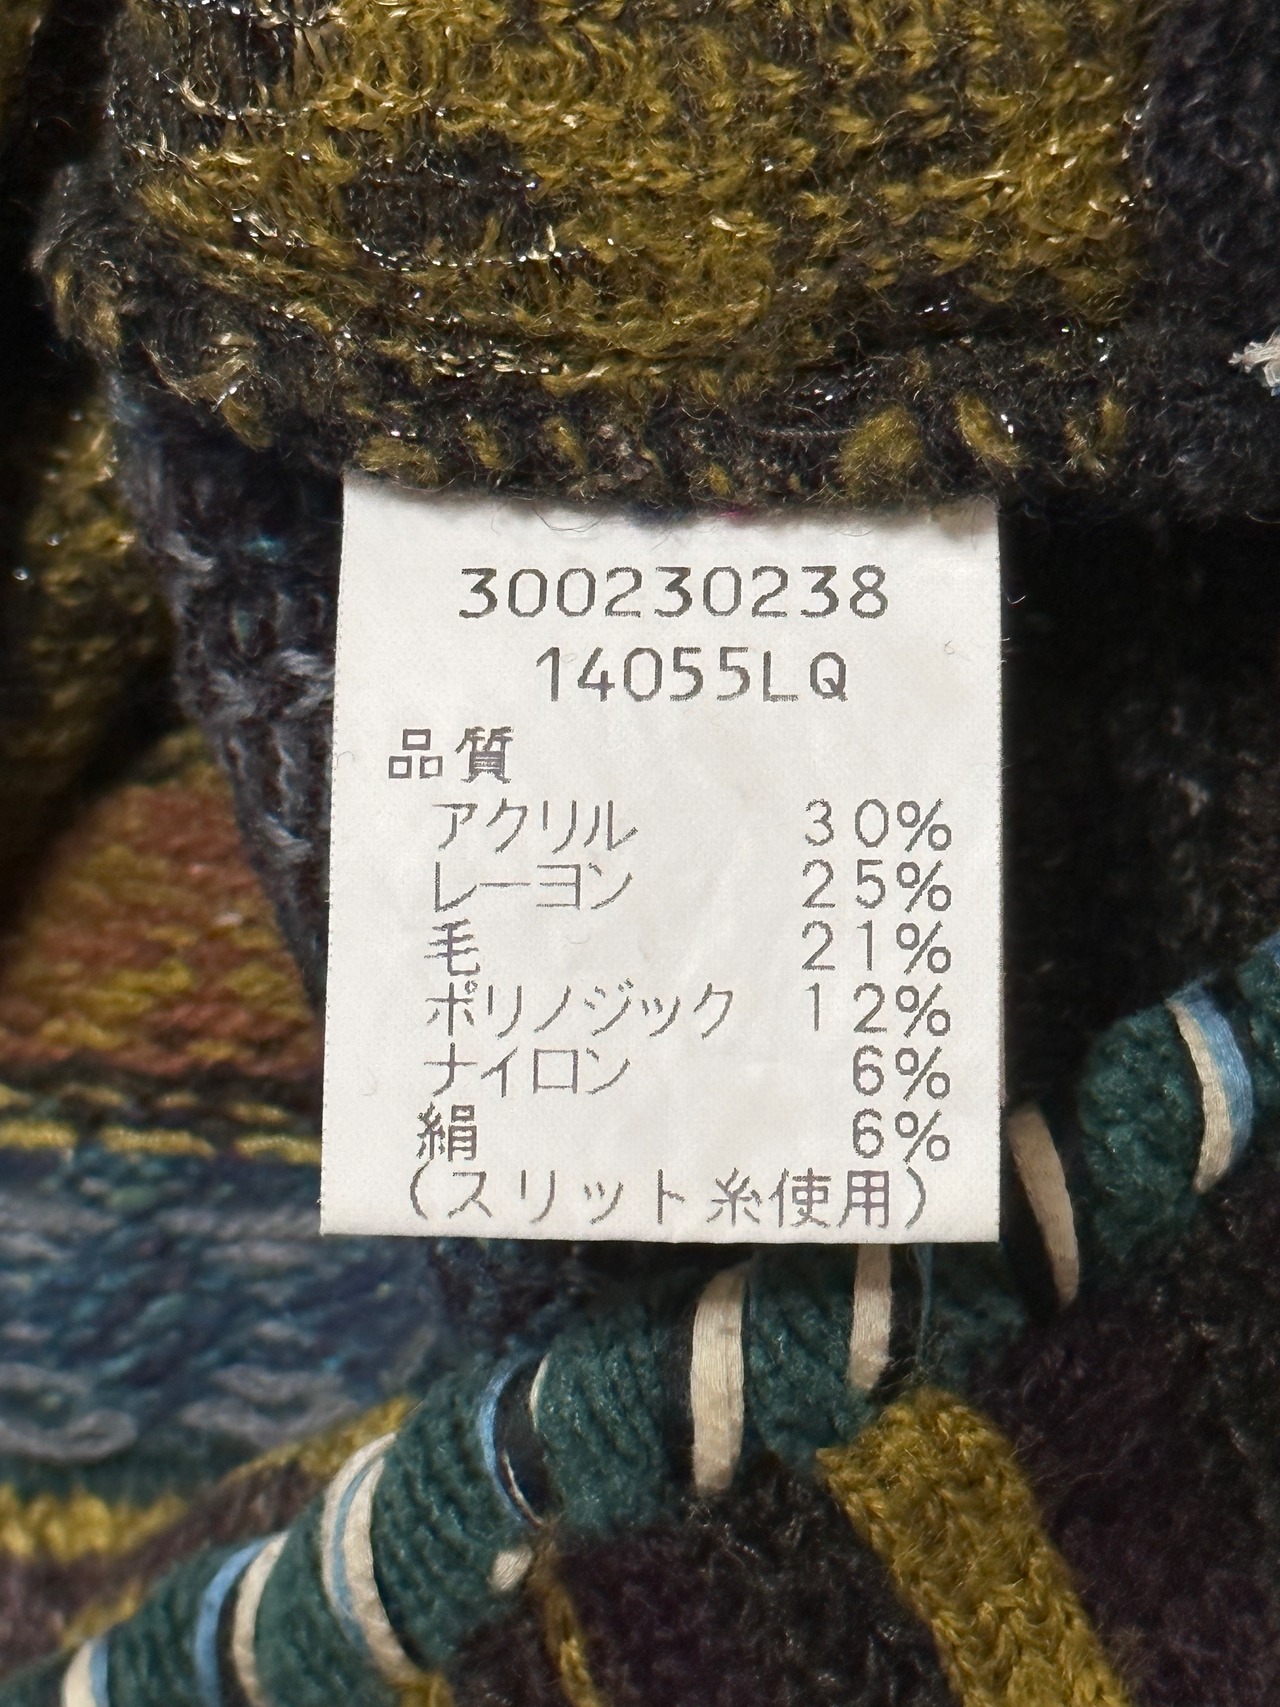 300230238
14055LQ
品質
アクリル 30%
レーヨン 25%
毛 21%
ポリノジック 12%
ナイロン 6%
絹 6%
(スリット糸使用)